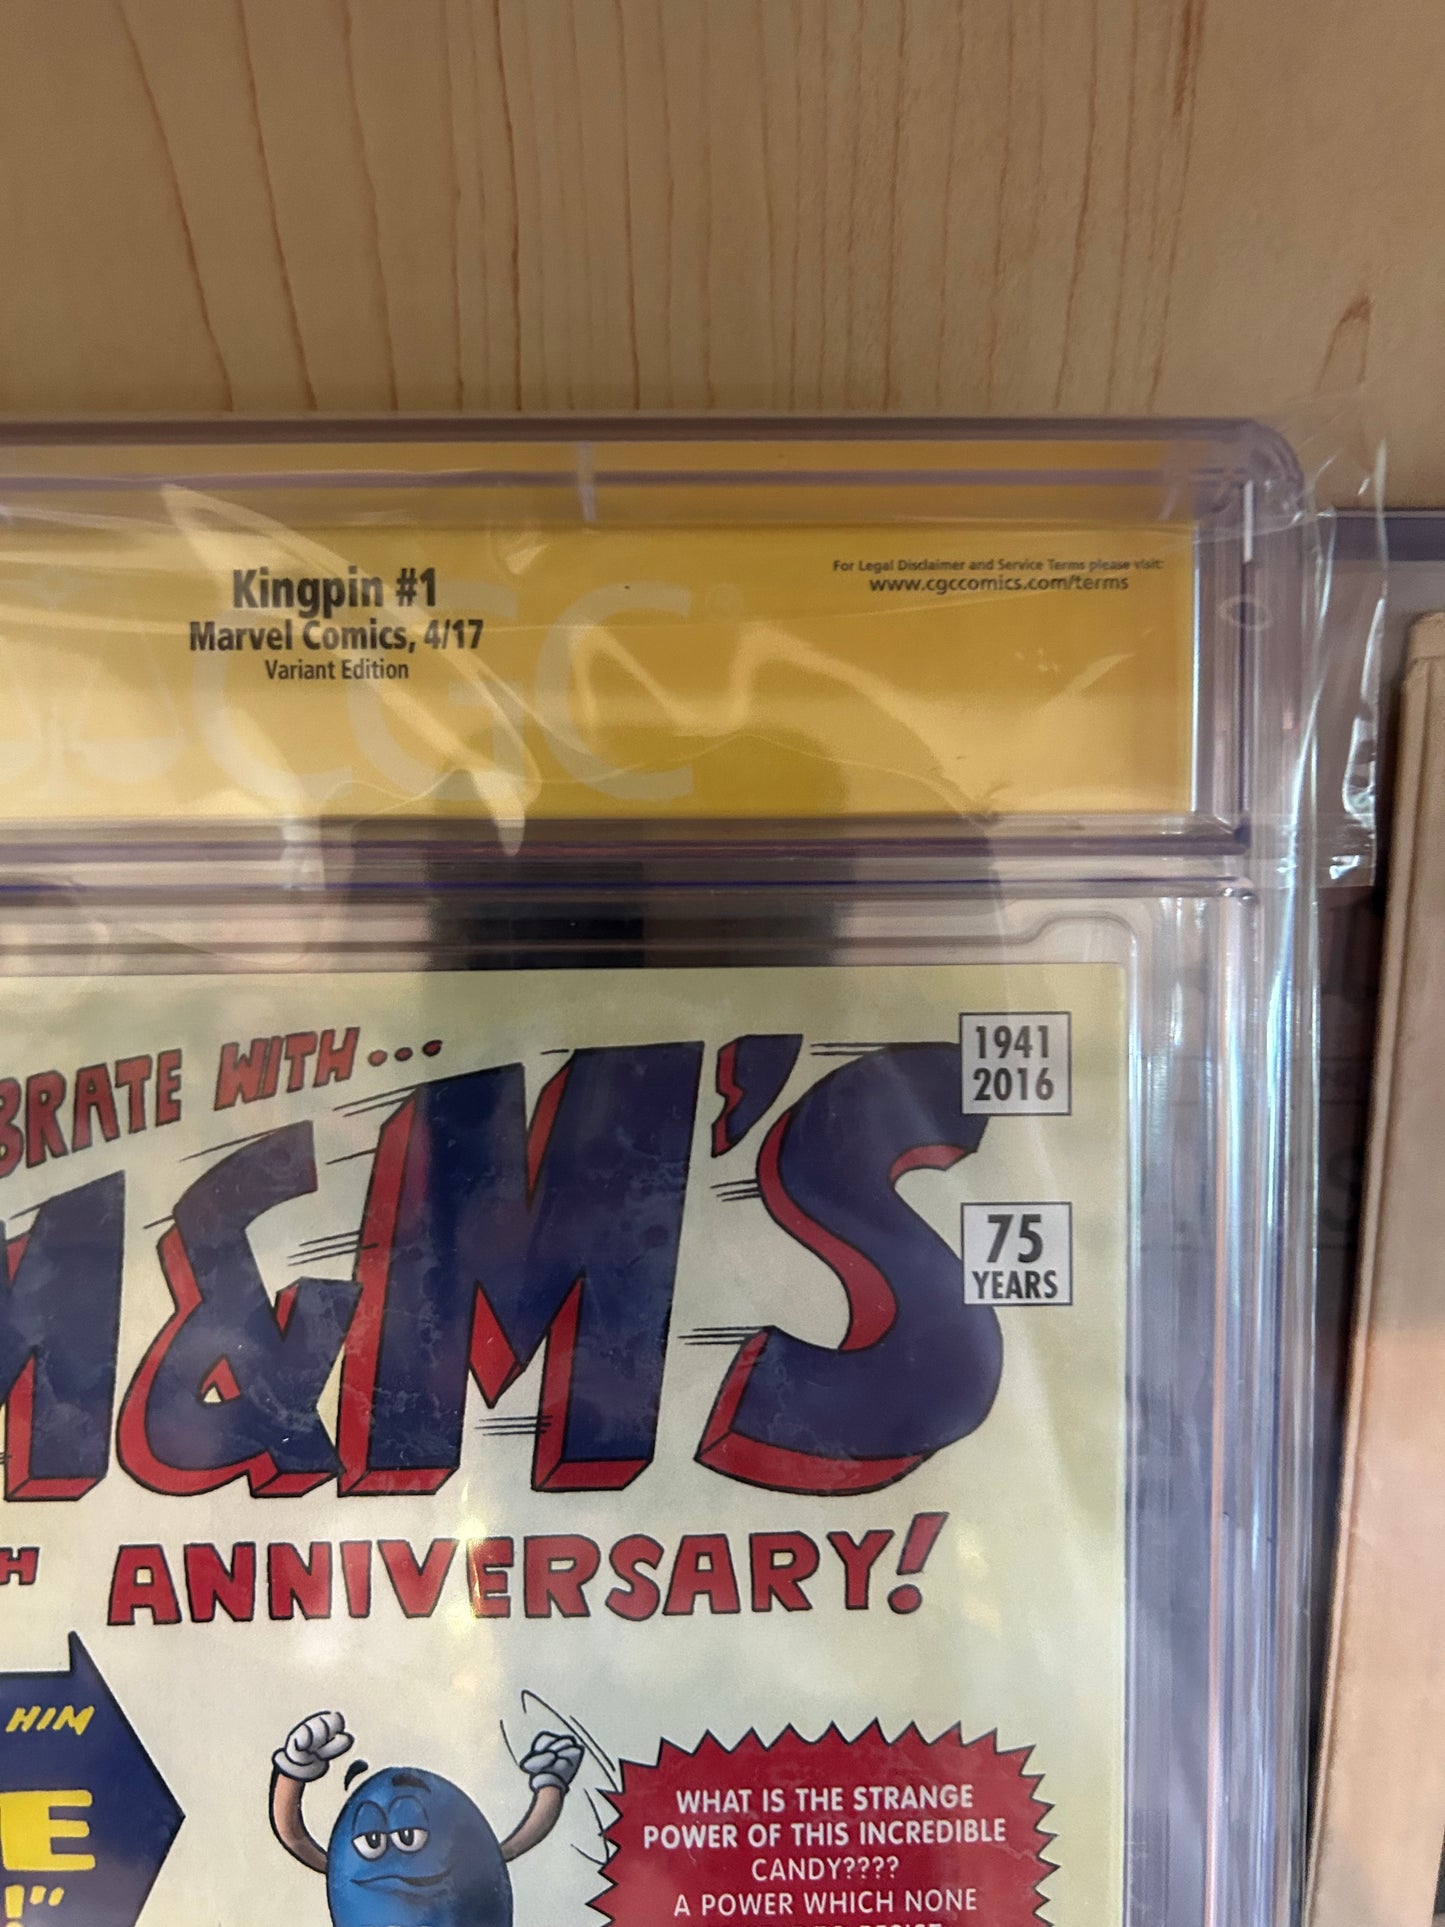 Kingpin #1
Marvel Comics, 4/17
Variant Edition
For Legal Disclaimer and Service Terms please visit:
www.cgccomics.com/terms
CGC
BRATE WITH...
M&M'S
1941
2016
75
YEARS
H ANNIVERSARY!
HIM
E
!"
WHAT IS THE STRANGE
POWER OF THIS INCREDIBLE
CANDY????
A POWER WHICH NONE